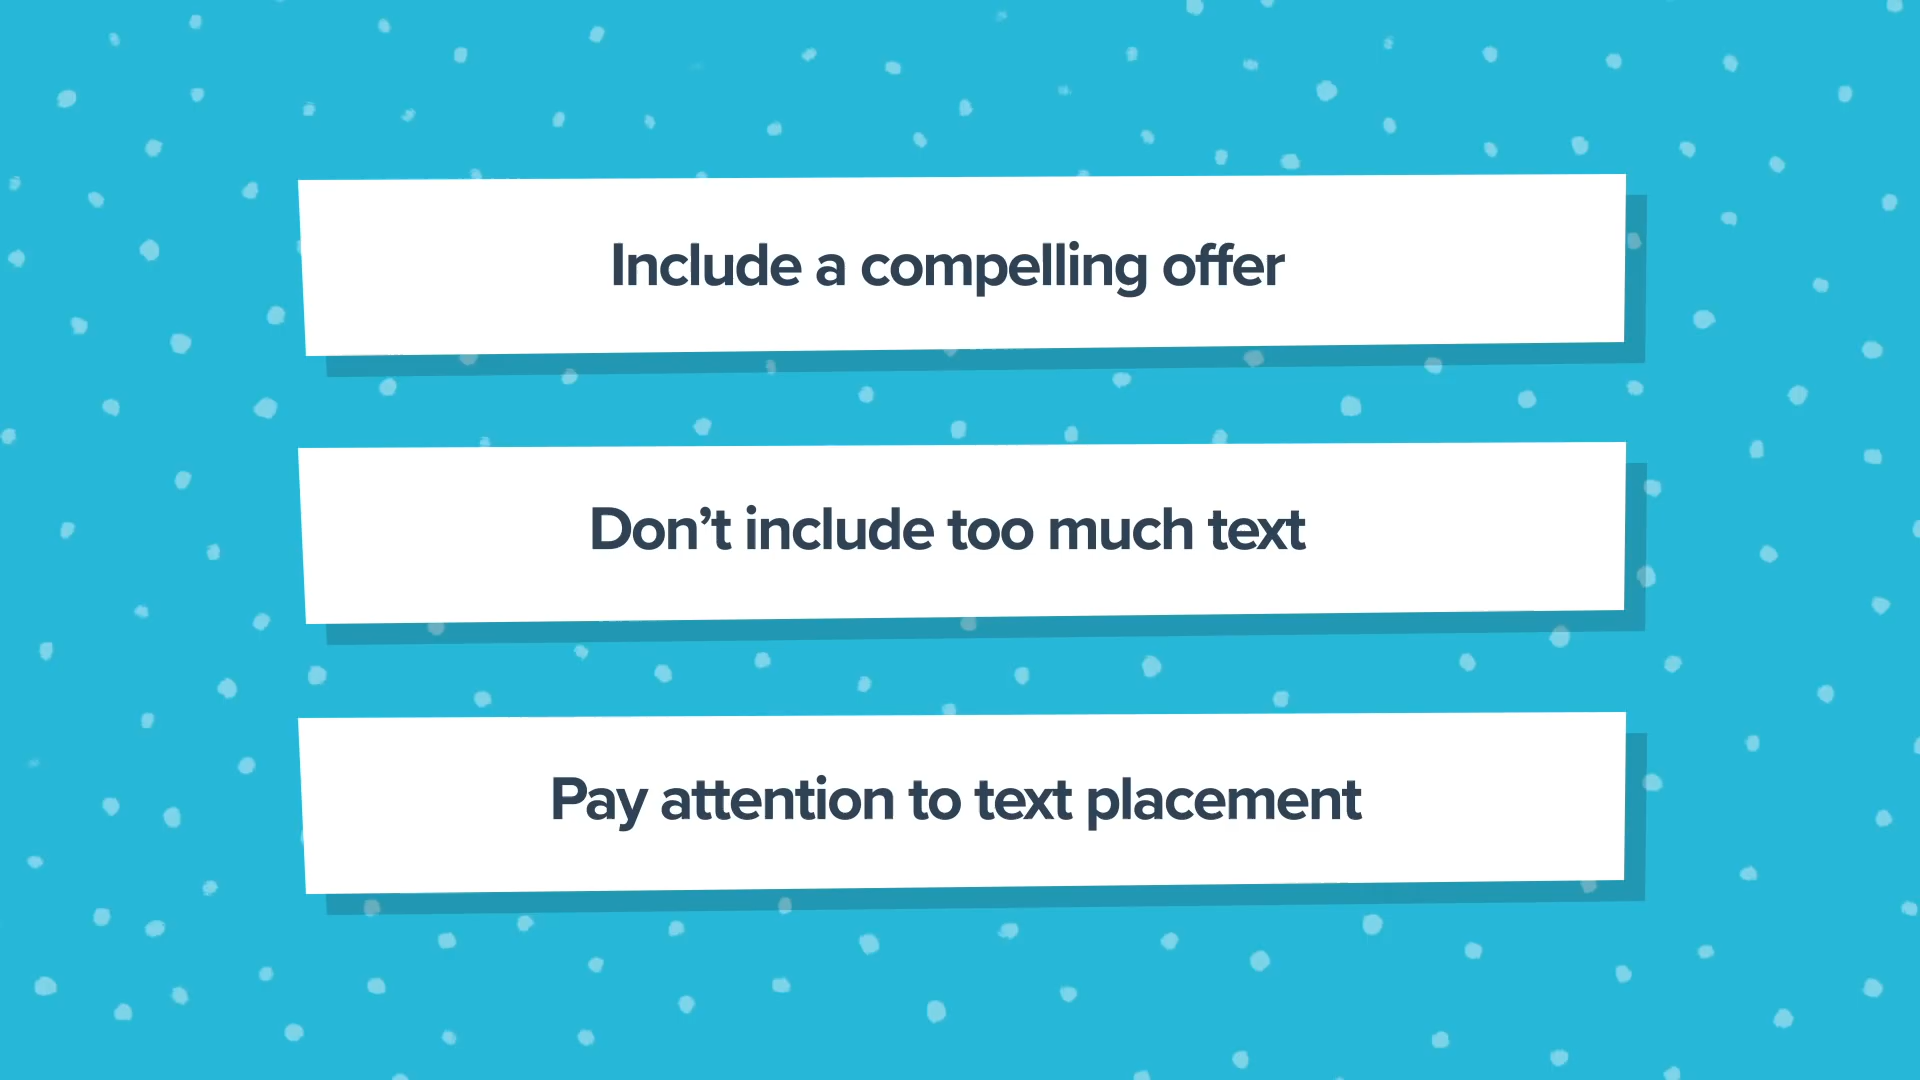 Include a compelling offer
Don’t include too much text
Pay attention to text placement